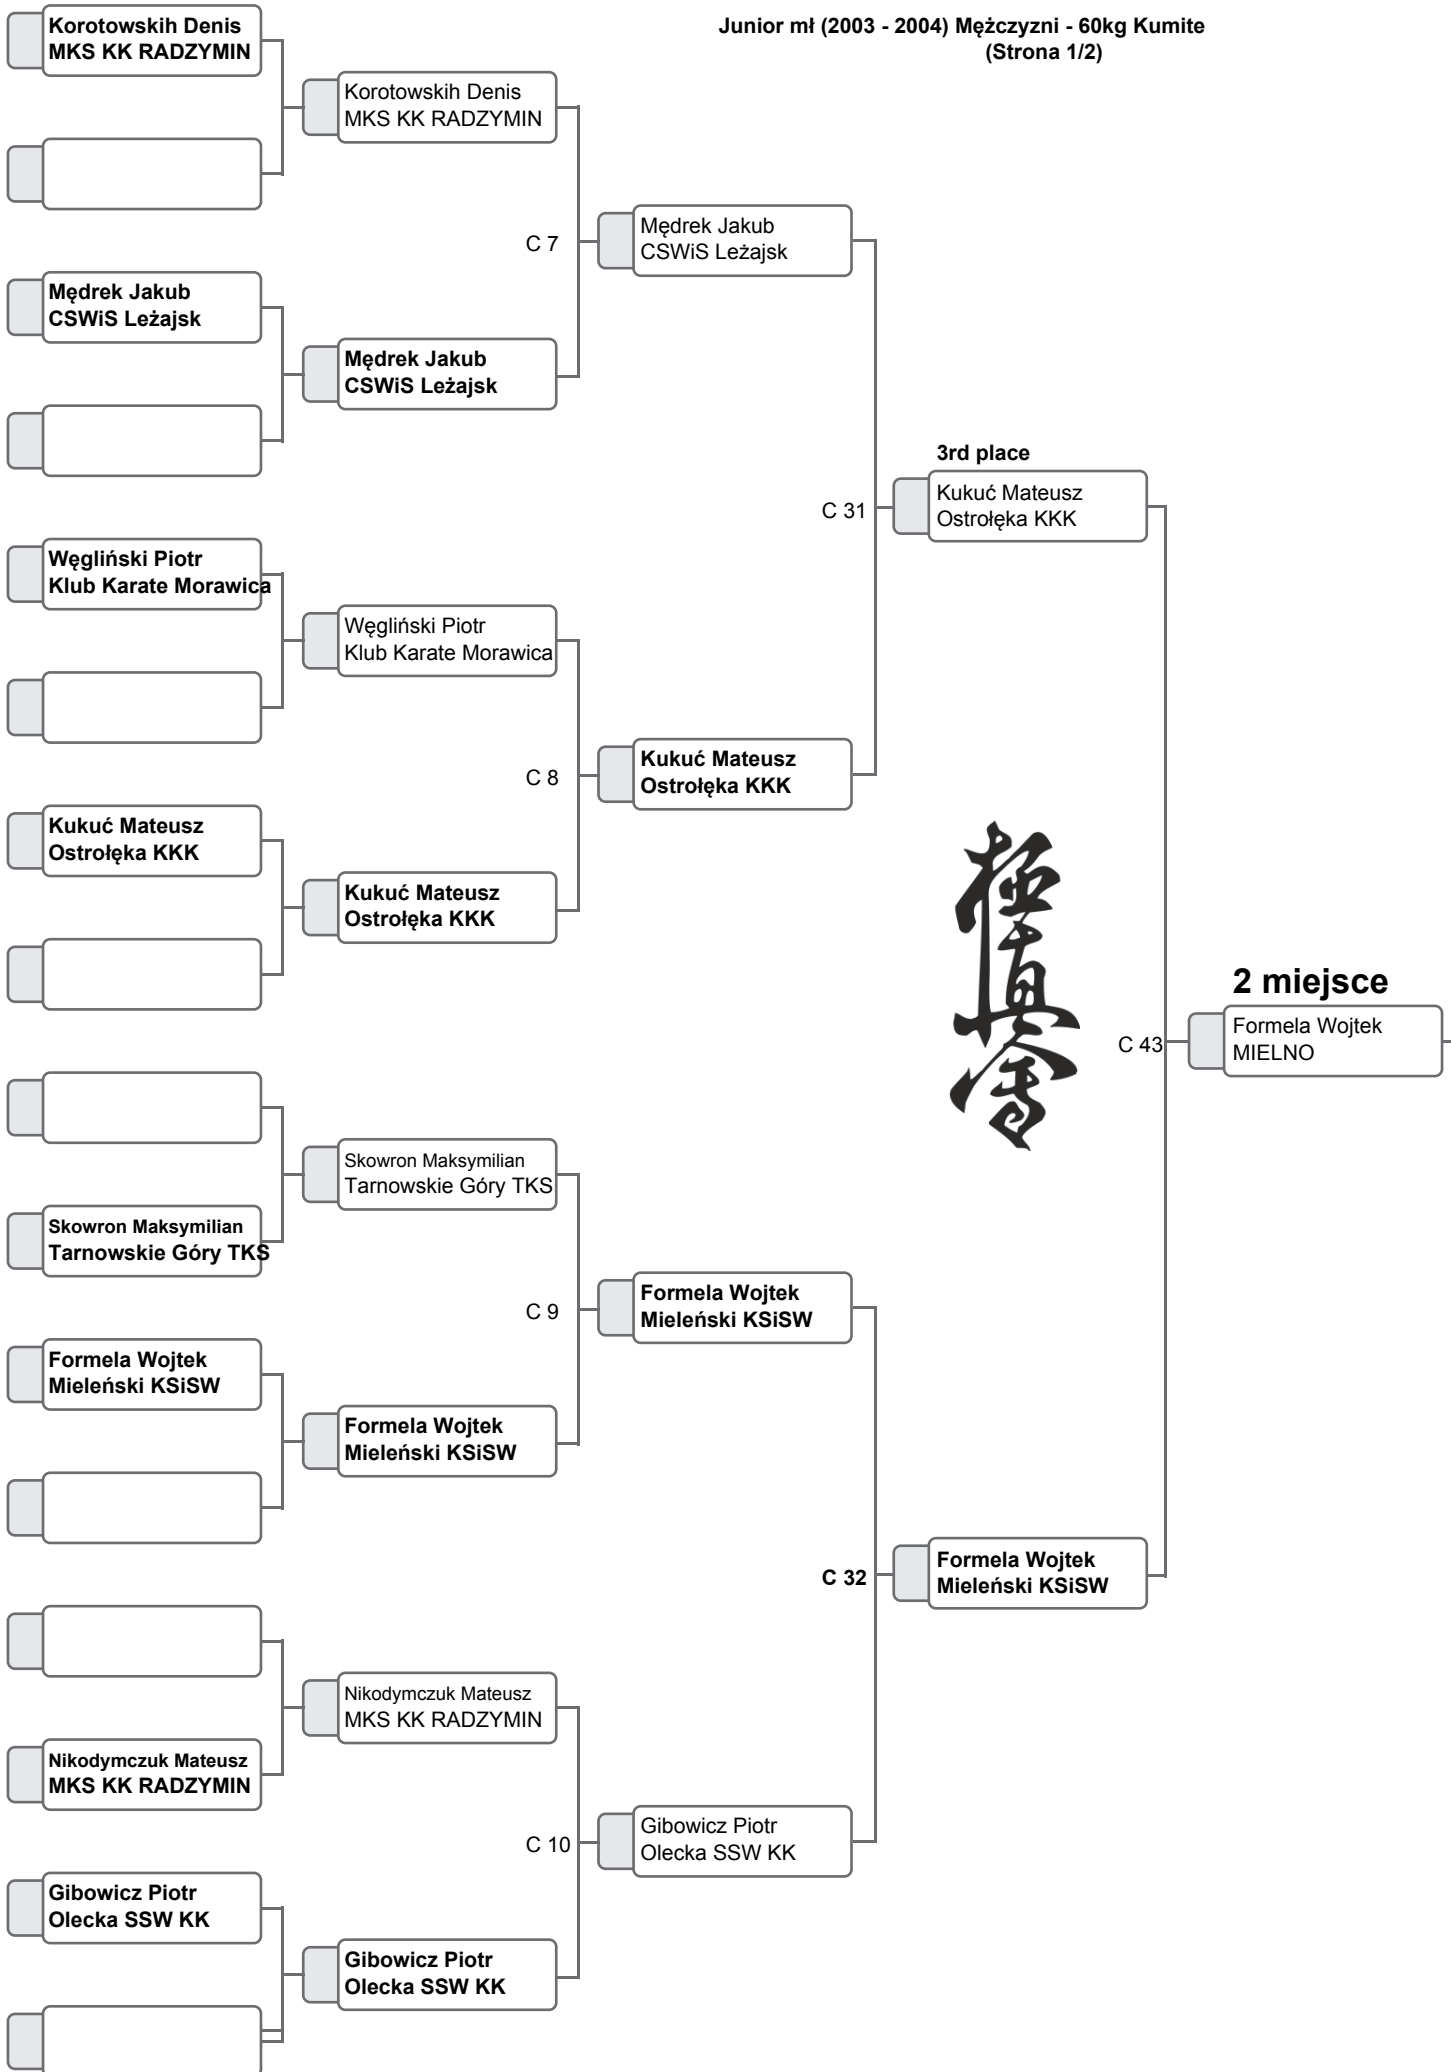 Junior mł (2003 - 2004) Mężczyzni - 60kg Kumite
(Strona 1/2)
Korotowskih Denis
MKS KK RADZYMIN
Mędrek Jakub
CSWiS Leżajsk
Węgliński Piotr
Klub Karate Morawica
Kukuć Mateusz
Ostrołęka KKK
Skowron Maksymilian
Tarnowskie Góry TKS
Formela Wojtek
Mieleński KSiSW
Nikodymczuk Mateusz
MKS KK RADZYMIN
Gibowicz Piotr
Olecka SSW KK
Korotowskih Denis
MKS KK RADZYMIN
Mędrek Jakub
CSWiS Leżajsk
Węgliński Piotr
Klub Karate Morawica
Kukuć Mateusz
Ostrołęka KKK
Skowron Maksymilian
Tarnowskie Góry TKS
Formela Wojtek
Mieleński KSiSW
Nikodymczuk Mateusz
MKS KK RADZYMIN
Gibowicz Piotr
Olecka SSW KK
C 7
C 8
C 9
C 10
Mędrek Jakub
CSWiS Leżajsk
Kukuć Mateusz
Ostrołęka KKK
Formela Wojtek
Mieleński KSiSW
Gibowicz Piotr
Olecka SSW KK
C 31
C 32
3rd place
Kukuć Mateusz
Ostrołęka KKK
極真會
Formela Wojtek
Mieleński KSiSW
C 43
2 miejsce
Formela Wojtek
MIELNO